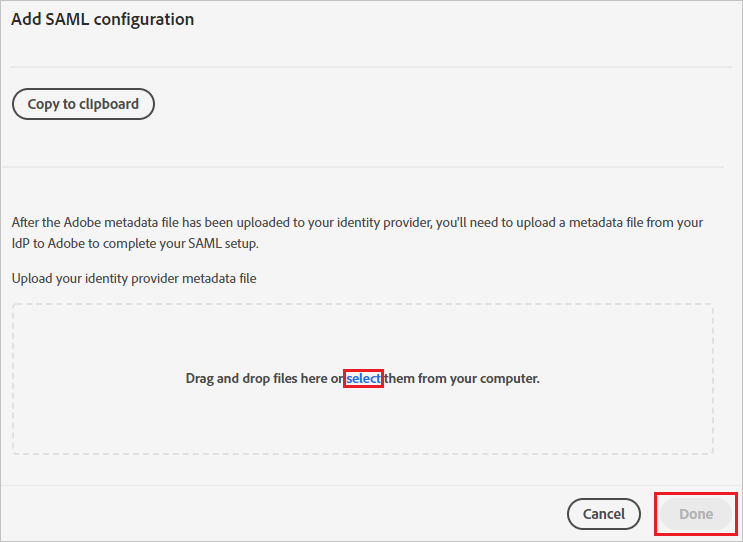 Add SAML configuration
Copy to clipboard
After the Adobe metadata file has been uploaded to your identity provider, you'll need to upload a metadata file from your
IdP to Adobe to complete your SAML setup.
Upload your identity provider metadata file
Drag and drop files here or select them from your computer.
Cancel
Done